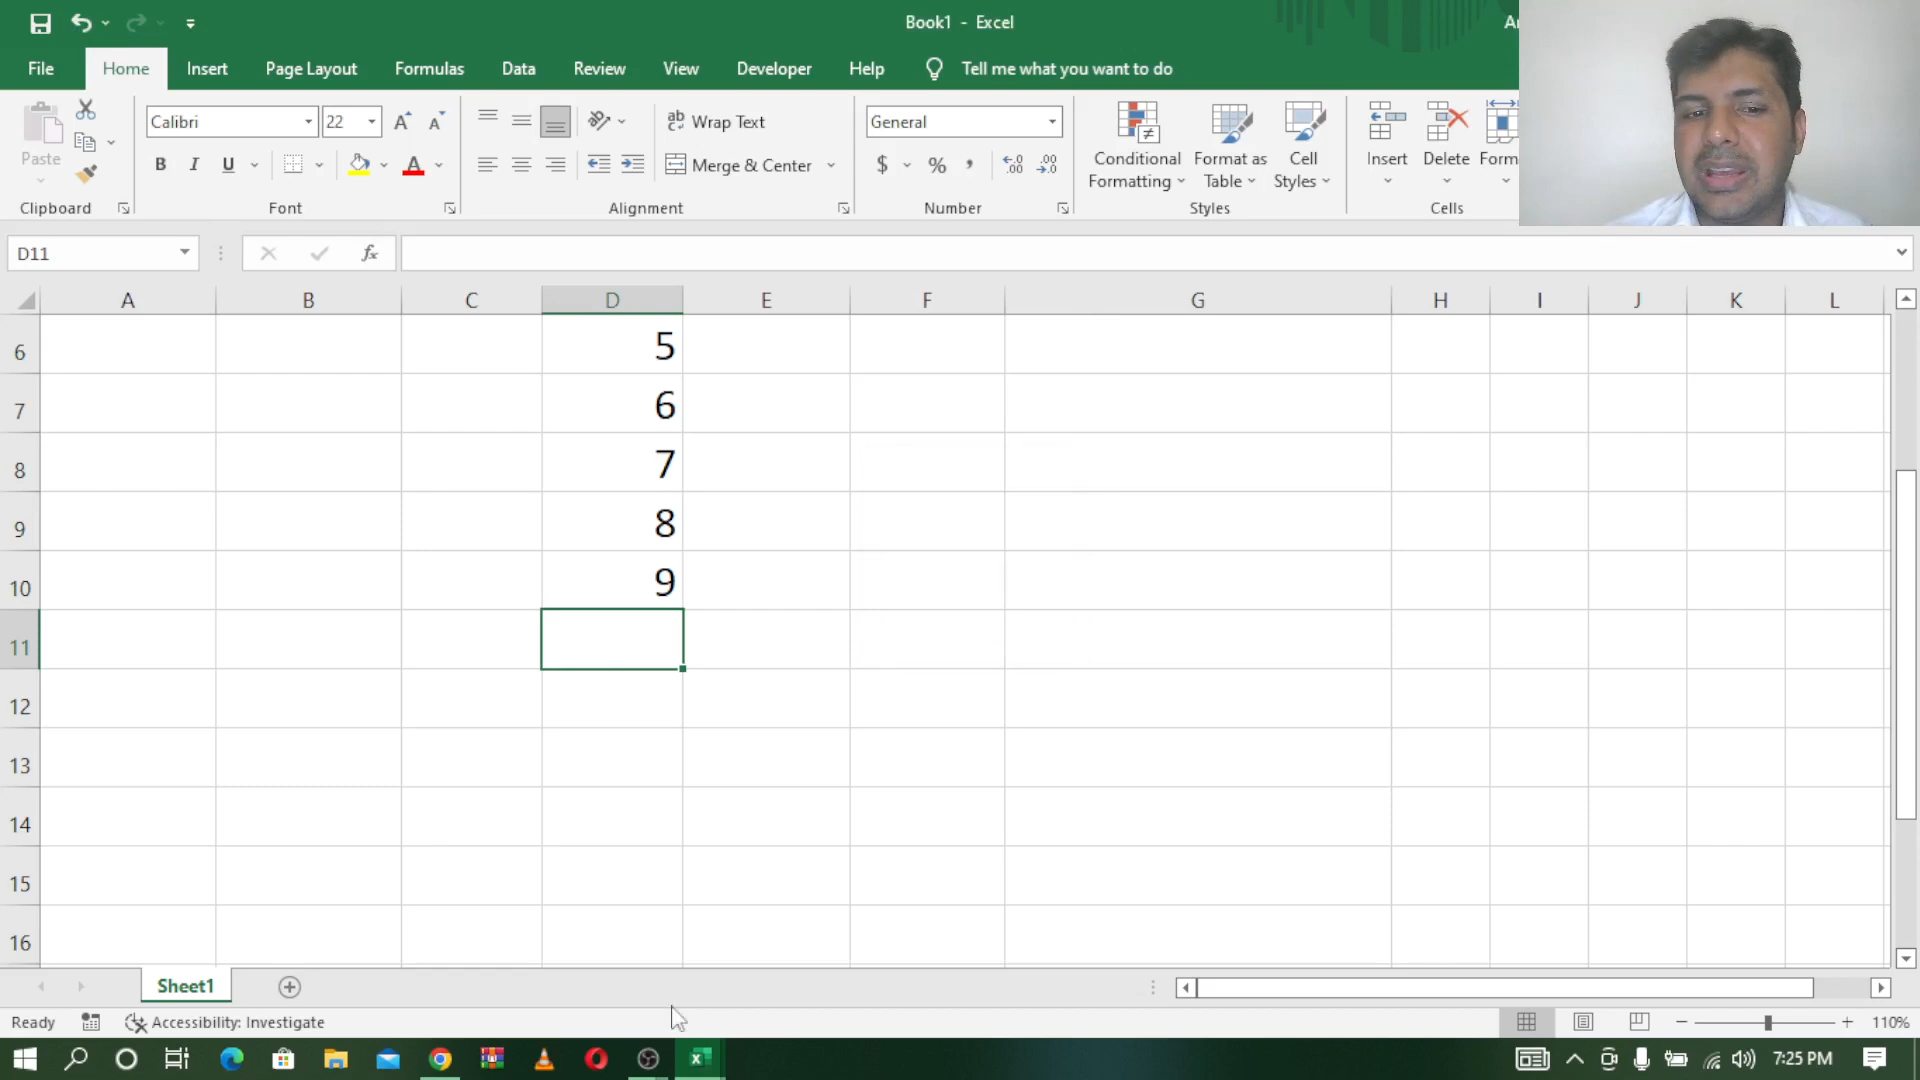 Book1 - Excel
File Home Insert Page Layout Formulas Data Review View Developer Help Tell me what you want to do
Calibri 22 Wrap Text General
Paste B I U Merge & Center $ % , Conditional Formatting Format as Table Cell Styles Insert Delete Form
Clipboard Font Alignment Number Styles Cells
D11 fx
A B C D E F G H I J K L
6 5
7 6
8 7
9 8
10 9
11
12
13
14
15
16
Sheet1
Ready Accessibility: Investigate 110%
7:25 PM